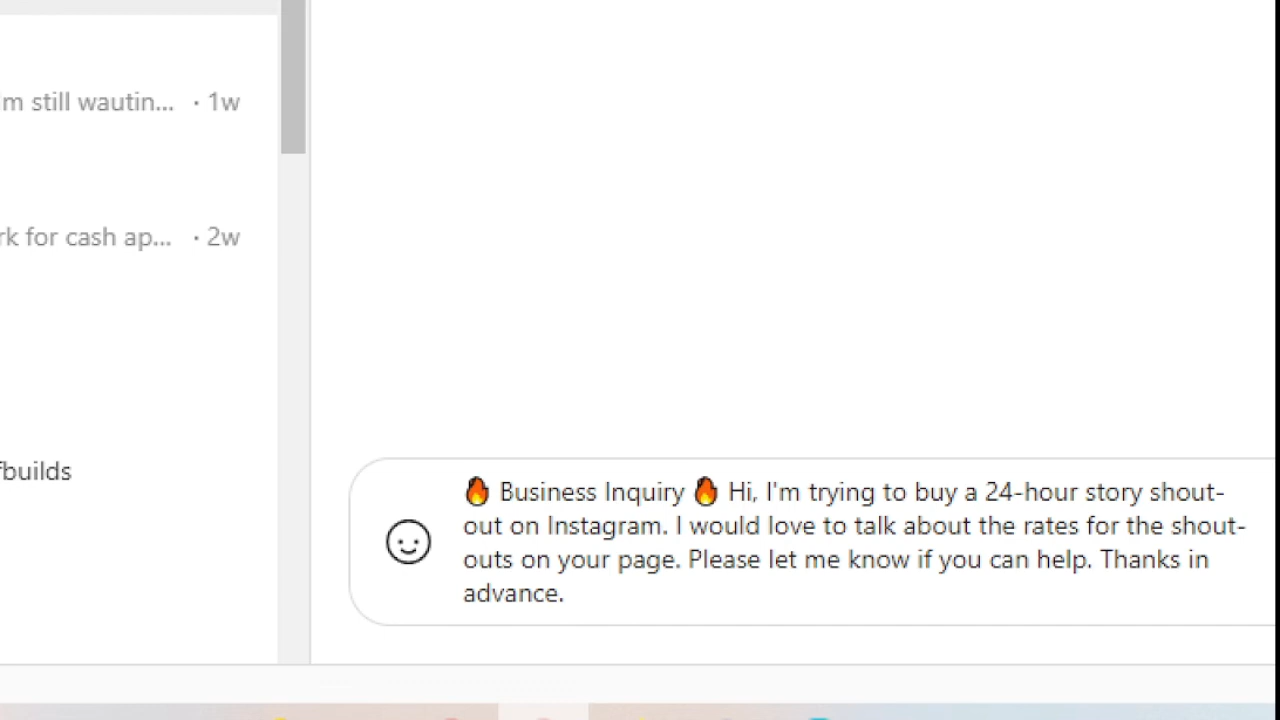 m still wautin... · 1w
rk for cash ap... · 2w
fbuilds
🔥 Business Inquiry 🔥 Hi, I'm trying to buy a 24-hour story shout-
out on Instagram. I would love to talk about the rates for the shout-
outs on your page. Please let me know if you can help. Thanks in
advance.